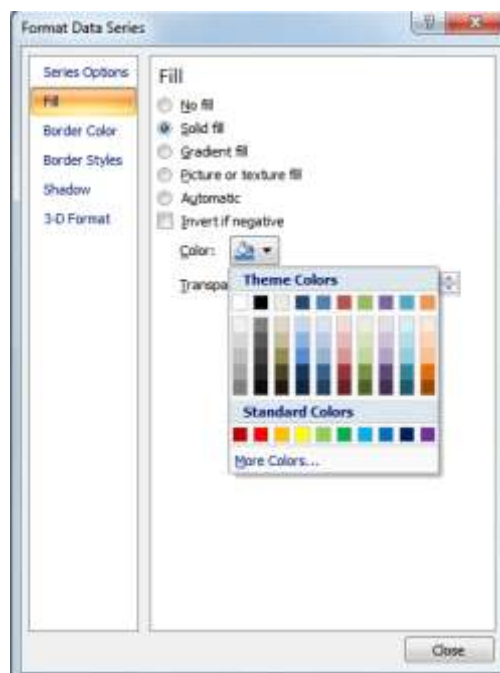 Format Data Series
Series Options
Fill
Border Color
Border Styles
Shadow
3-D Format
Fill
No fill
Solid fill
Gradient fill
Picture or texture fill
Automatic
Invert if negative
Color:
Transpa
Theme Colors
Standard Colors
More Colors...
Close